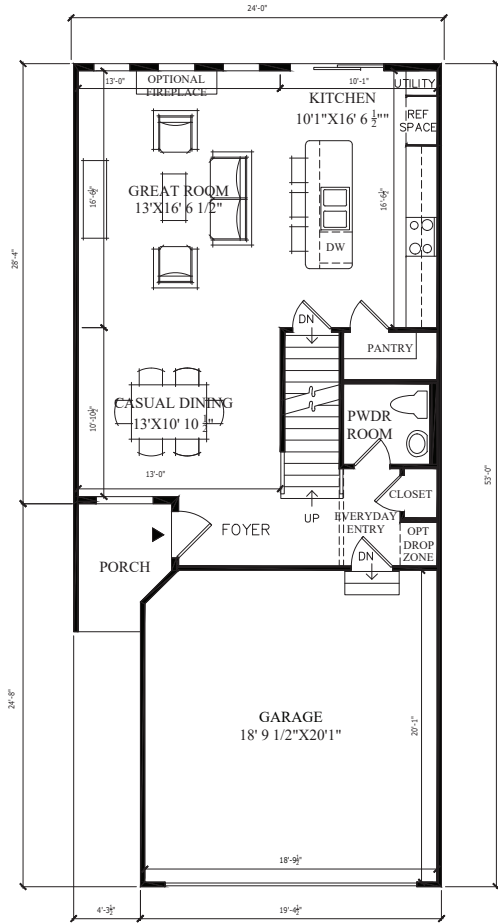 24'-0"
13'-0"
OPTIONAL
FIREPLACE
10'-1"
UTILITY
KITCHEN
10'1"X16' 6 1/2""
REF
SPACE
GREAT ROOM
13'X16' 6 1/2"
16'-6½"
16'-6½"
DW
28'-4"
DN
PANTRY
CASUAL DINING
13'X10' 10 1/2"
10'-10½"
PWDR
ROOM
53'-0"
13'-0"
CLOSET
UP
EVERYDAY
ENTRY
FOYER
OPT
DROP
ZONE
DN
PORCH
24'-8"
GARAGE
18' 9 1/2"X20'1"
20'-1"
18'-9½"
4'-3½"
19'-4½"